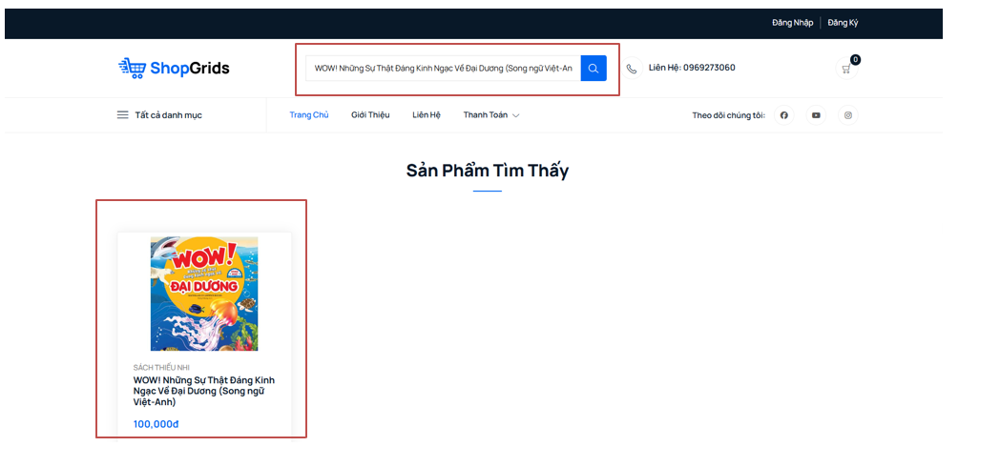 Đăng Nhập Đăng Ký
ShopGrids
WOW! Những Sự Thật Đáng Kinh Ngạc Về Đại Dương (Song ngữ Việt-An
Liên Hệ: 0969273060
0
Tất cả danh mục
Trang Chủ Giới Thiệu Liên Hệ Thanh Toán
Theo dõi chúng tôi:
Sản Phẩm Tìm Thấy
WOW!
ĐẠI DƯƠNG
SÁCH THIẾU NHI
WOW! Những Sự Thật Đáng Kinh
Ngạc Về Đại Dương (Song ngữ
Việt-Anh)
100,000đ